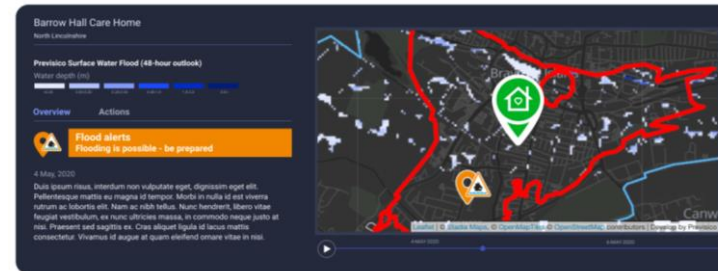 Barrow Hall Care Home
North Lincolnshire
Previsico Surface Water Flood (48-hour outlook)
Water depth (m)
Overview Actions
Flood alerts
Flooding is possible - be prepared
4 May, 2020
Duis ipsum risus, interdum non vulputate eget, dignissim eget elit.
Pellentesque mattis eu magna id tempor. Morbi in nulla id est viverra
rutrum ac lobortis elit. Nam ac nibh tellus. Nunc hendrerit, libero vitae
feugiat vestibulum, ex nunc ultricies massa, in commodo neque justo at
nisi. Praesent sed sagittis ex. Cras aliquet ligula id lacus mattis
consectetur. Vivamus id augue at quam eleifend ornare vitae in nisi.
Canw
Leaflet | © Stadia Maps, © OpenMapTiles © OpenStreetMap contributors | Develop by Previsico
4 MAY 2020